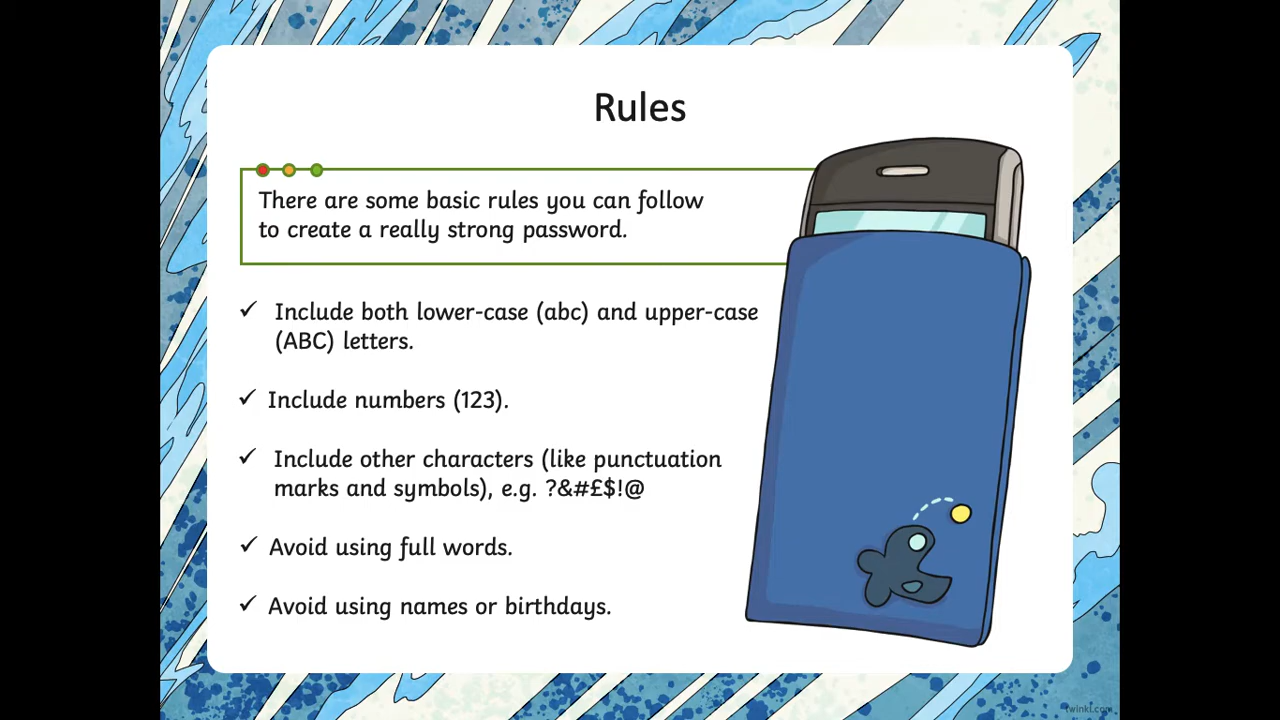 Rules
There are some basic rules you can follow
to create a really strong password.
✓ Include both lower-case (abc) and upper-case
(ABC) letters.
✓ Include numbers (123).
✓ Include other characters (like punctuation
marks and symbols), e.g. ?&#£$!@
✓ Avoid using full words.
✓ Avoid using names or birthdays.
twinkl.com